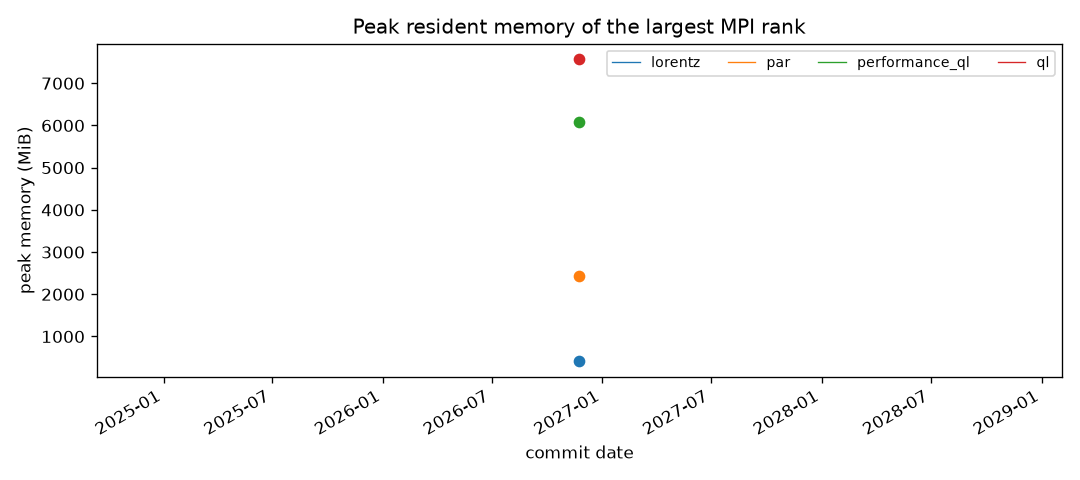 Peak resident memory of the largest MPI rank
lorentz par performance_ql ql
peak memory (MiB)
7000
6000
5000
4000
3000
2000
1000
2025-01 2025-07 2026-01 2026-07 2027-01 2027-07 2028-01 2028-07 2029-01
commit date